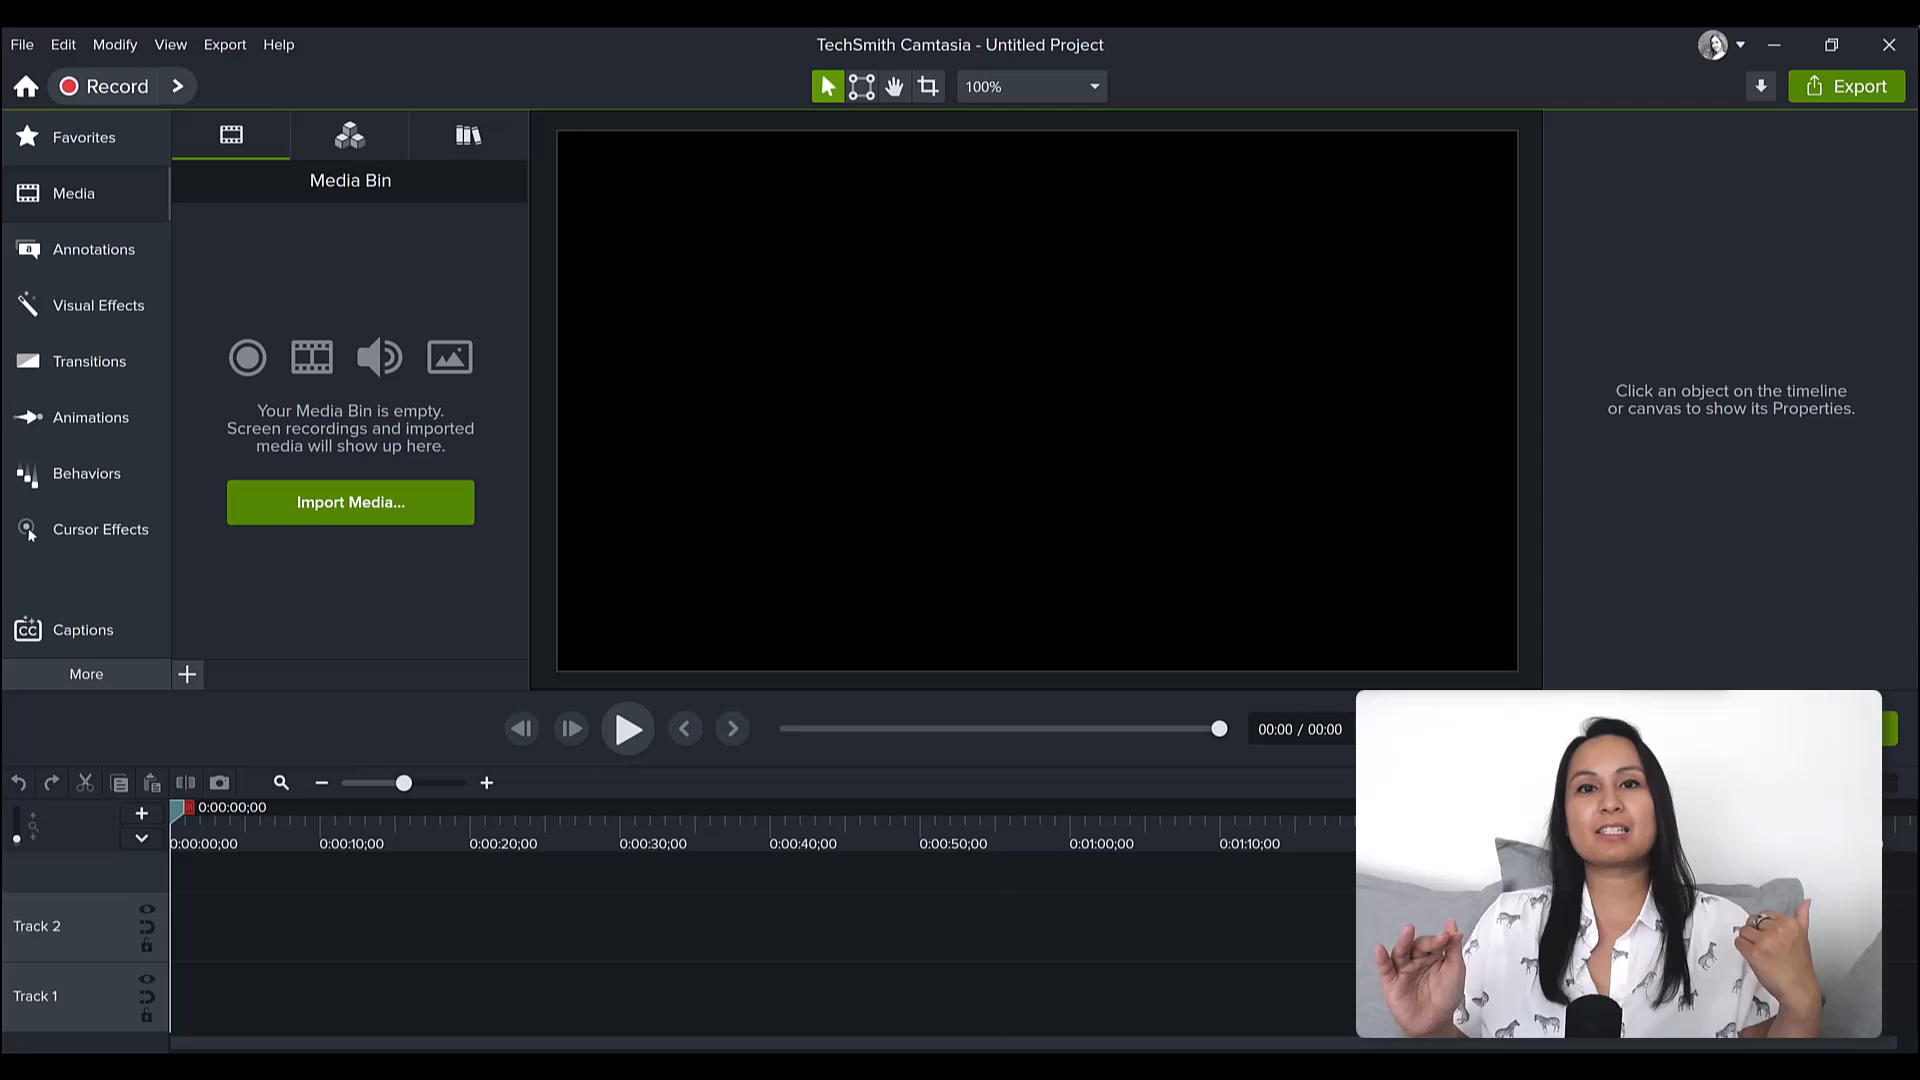 File Edit Modify View Export Help
TechSmith Camtasia - Untitled Project
Record
100%
Export
Favorites
Media
Annotations
Visual Effects
Transitions
Animations
Behaviors
Cursor Effects
Captions
More
Media Bin
Your Media Bin is empty.
Screen recordings and imported
media will show up here.
Import Media...
Click an object on the timeline
or canvas to show its Properties.
00:00 / 00:00
0:00:00;00
0:00:00;00 0:00:10;00 0:00:20;00 0:00:30;00 0:00:40;00 0:00:50;00 0:01:00;00 0:01:10;00
Track 2
Track 1